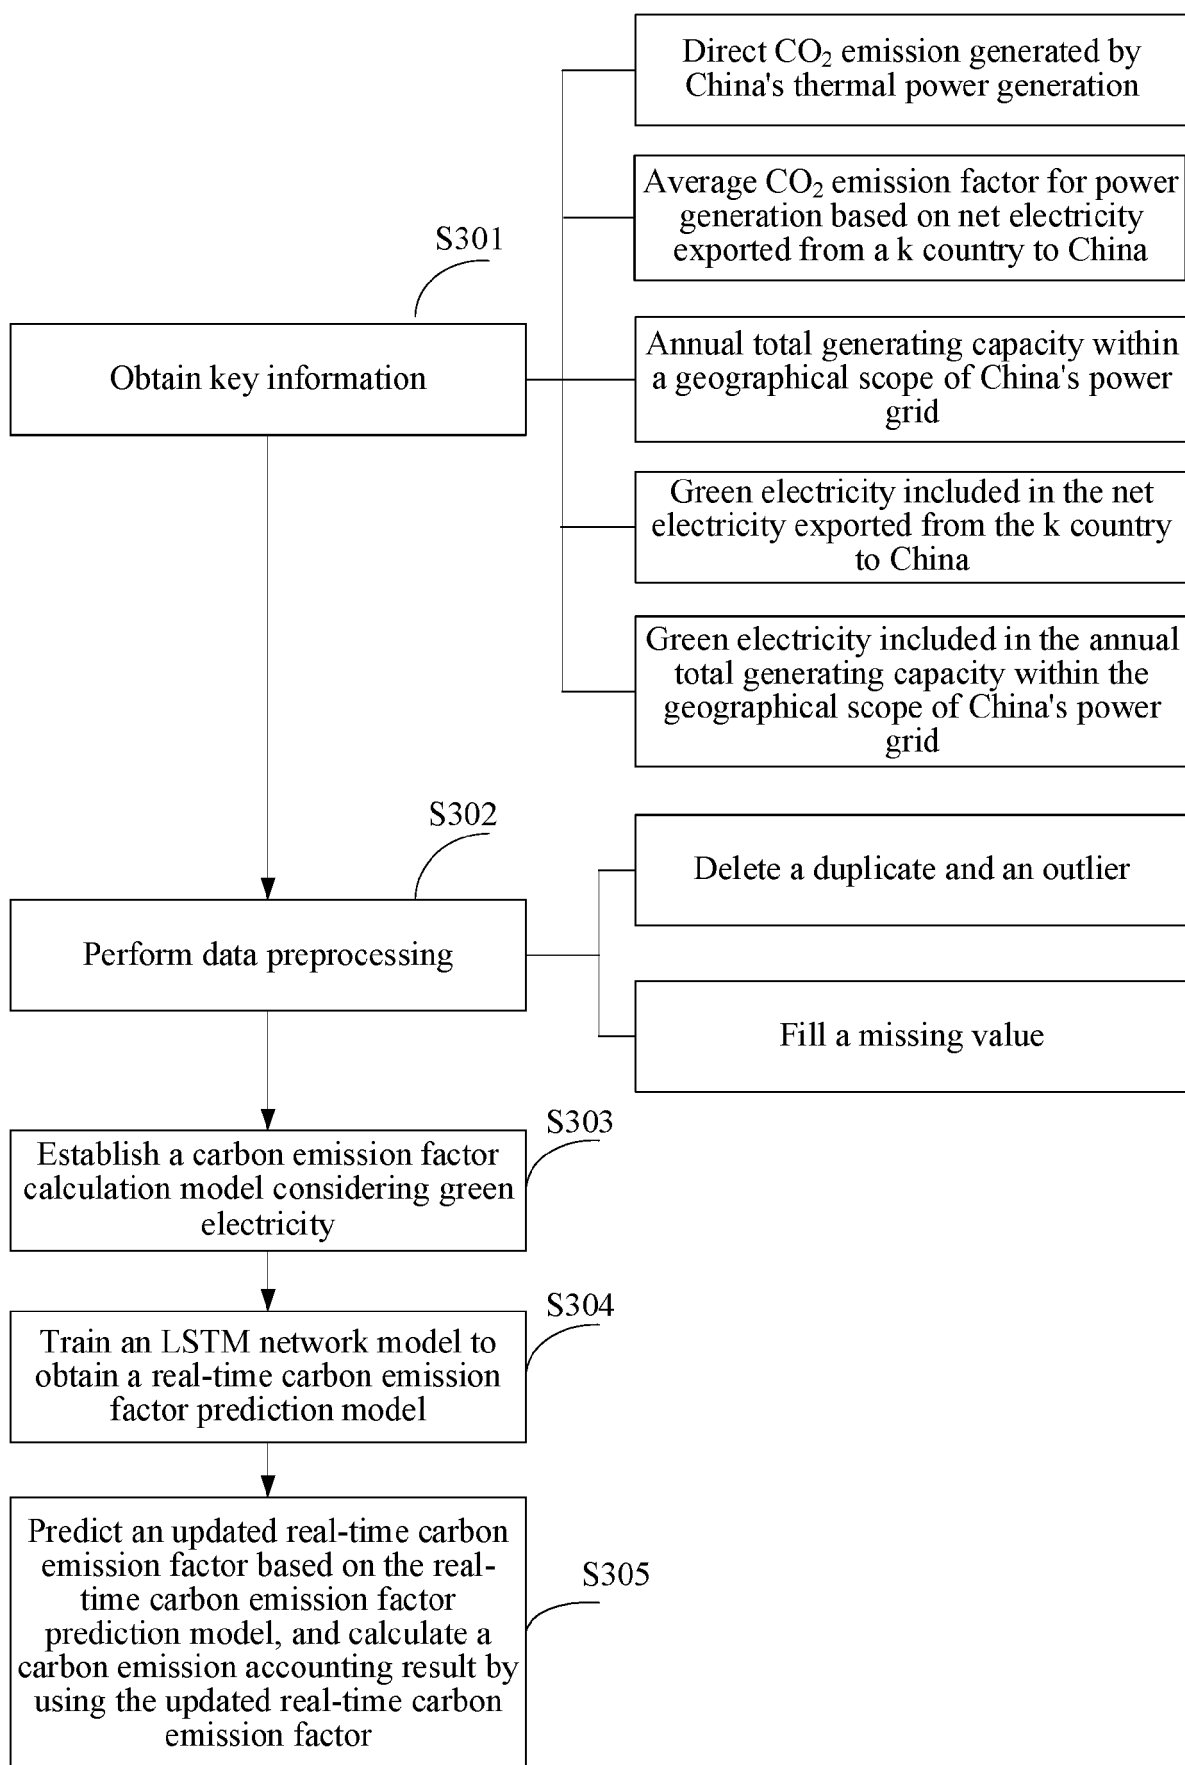 Direct CO₂ emission generated by
China's thermal power generation
Average CO₂ emission factor for power
generation based on net electricity
exported from a k country to China
S301
Obtain key information
Annual total generating capacity within
a geographical scope of China's power
grid
Green electricity included in the net
electricity exported from the k country
to China
Green electricity included in the annual
total generating capacity within the
geographical scope of China's power
grid
S302
Perform data preprocessing
Delete a duplicate and an outlier
Fill a missing value
S303
Establish a carbon emission factor
calculation model considering green
electricity
S304
Train an LSTM network model to
obtain a real-time carbon emission
factor prediction model
S305
Predict an updated real-time carbon
emission factor based on the real-
time carbon emission factor
prediction model, and calculate a
carbon emission accounting result by
using the updated real-time carbon
emission factor